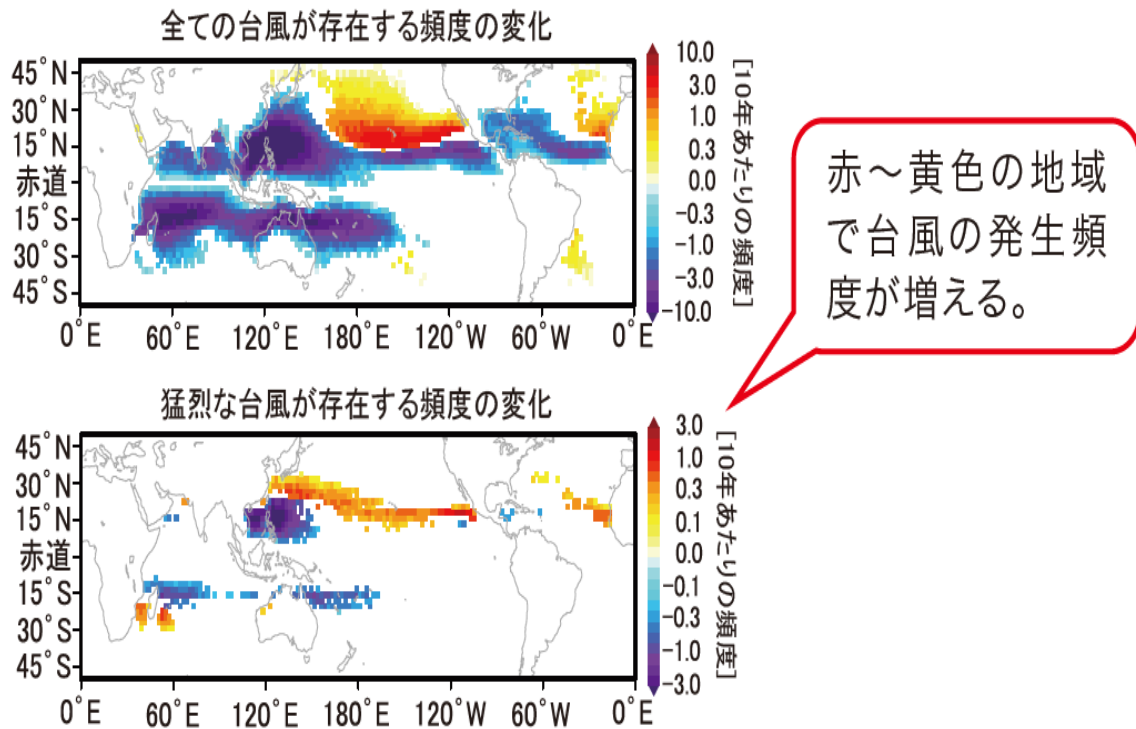 全ての台風が存在する頻度の変化
45°N
30°N
15°N
赤道
15°S
30°S
45°S
0°E 60°E 120°E 180°E 120°W 60°W 0°E
10.0
3.0
1.0
0.3
0.0
-0.3
-1.0
-3.0
-10.0
[10年あたりの頻度]
赤～黄色の地域
で台風の発生頻
度が増える。
猛烈な台風が存在する頻度の変化
45°N
30°N
15°N
赤道
15°S
30°S
45°S
0°E 60°E 120°E 180°E 120°W 60°W 0°E
3.0
1.0
0.3
0.1
0.0
-0.1
-0.3
-1.0
-3.0
[10年あたりの頻度]